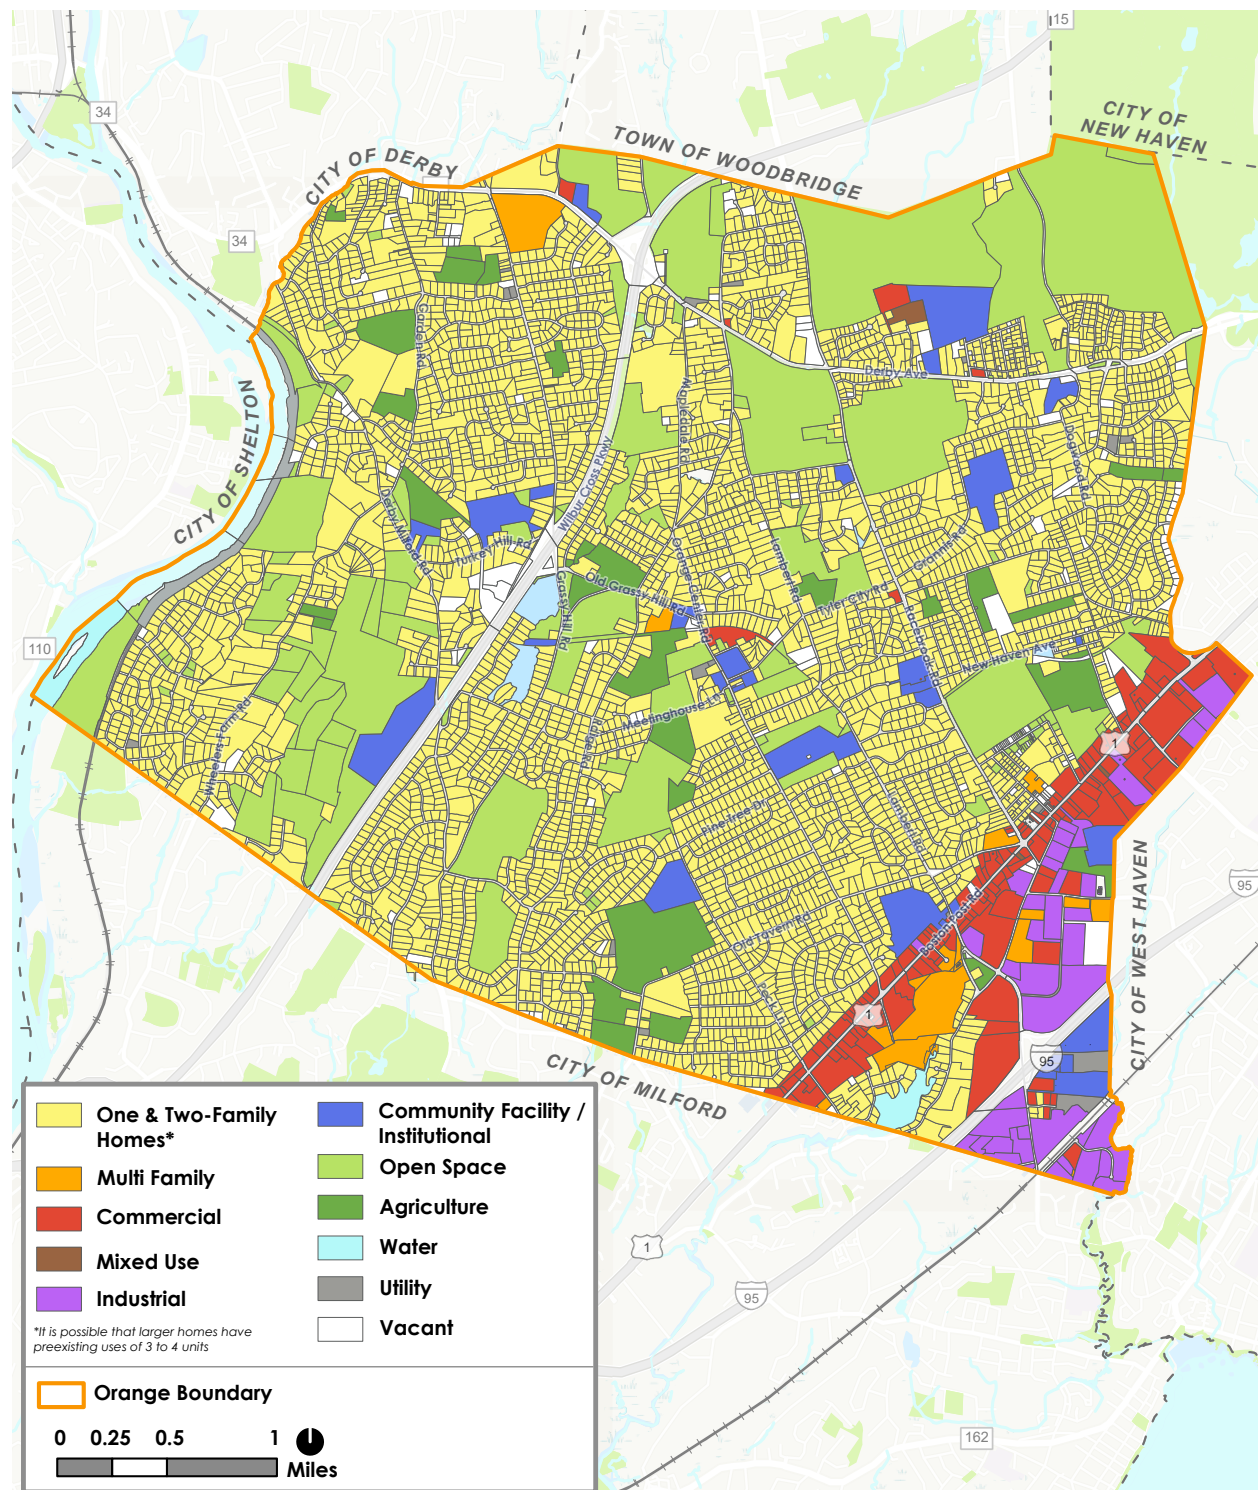 15
CITY OF
NEW HAVEN
34
TOWN OF WOODBRIDGE
CITY OF DERBY
34
Garden Rd
Derby Ave
Mapledale Rd
CITY OF SHELTON
Dogwood Rd
Wilbur Cross Pkwy
Derby Milford Rd
Turkey Hill Rd
Grannis Rd
Orange Center Rd
Lambert Rd
Old Grassy Hill Rd
Grassy Hill Rd
Tyler City Rd
Racebrook Rd
110
New Haven Ave
Meetinghouse Ln
Ridge Rd
Wheelers Farm Rd
1
Pine Tree Dr
Lambert Rd
95
CITY OF WEST HAVEN
Old Tavern Rd
Boston Post Rd
Peck Ln
1
95
CITY OF MILFORD
One & Two-Family
Homes*
Multi Family
Commercial
Mixed Use
Industrial
*It is possible that larger homes have
preexisting uses of 3 to 4 units
Community Facility /
Institutional
Open Space
Agriculture
Water
Utility
Vacant
Orange Boundary
0 0.25 0.5 1
Miles
1
95
162